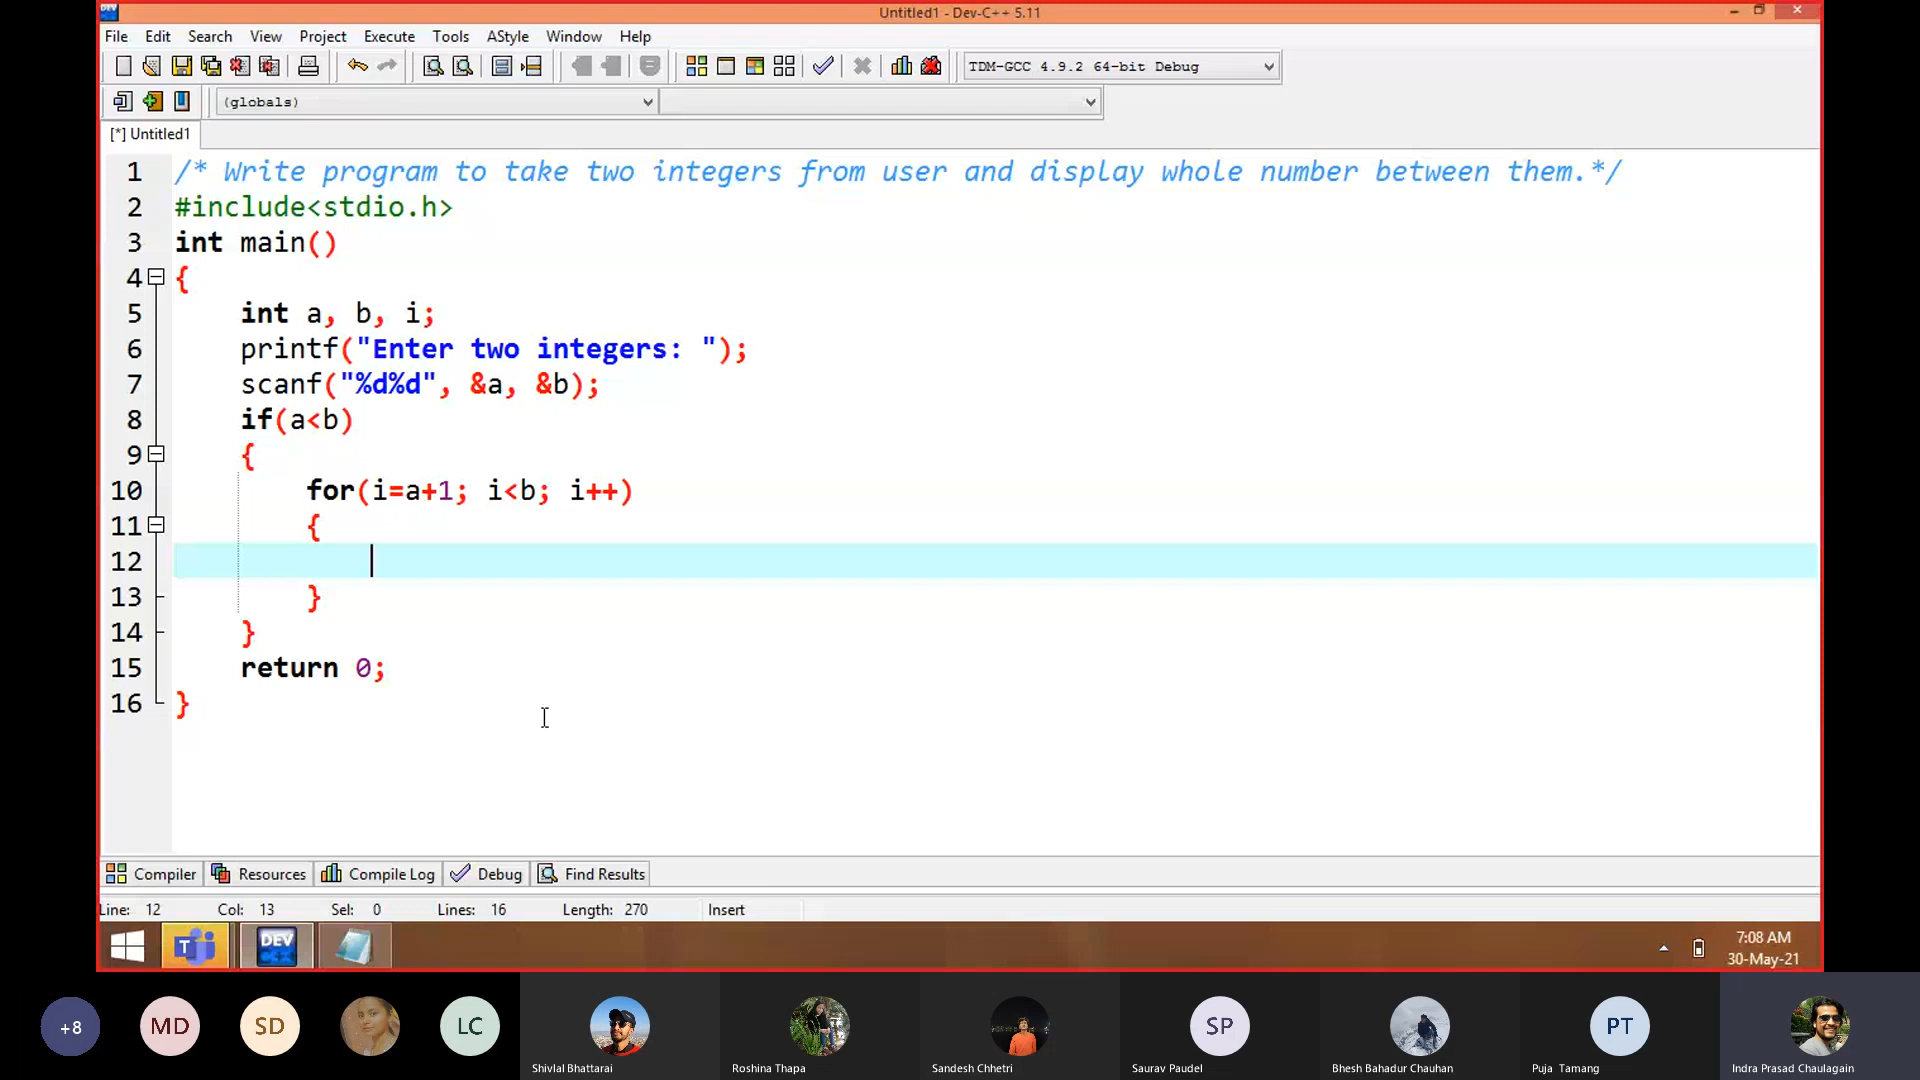 Untitled1 - Dev-C++ 5.11
File Edit Search View Project Execute Tools AStyle Window Help
TDM-GCC 4.9.2 64-bit Debug
(globals)
[*] Untitled1
1 /* Write program to take two integers from user and display whole number between them.*/
2 #include<stdio.h>
3 int main()
4 {
5 int a, b, i;
6 printf("Enter two integers: ");
7 scanf("%d%d", &a, &b);
8 if(a<b)
9 {
10 for(i=a+1; i<b; i++)
11 {
12
13 }
14 }
15 return 0;
16 }
Compiler Resources Compile Log Debug Find Results
Line: 12 Col: 13 Sel: 0 Lines: 16 Length: 270 Insert
T DEV C++
7:08 AM
30-May-21
+8 MD SD LC SP PT
Shivlal Bhattarai Roshina Thapa Sandesh Chhetri Saurav Paudel Bhesh Bahadur Chauhan Puja Tamang Indra Prasad Chaulagain